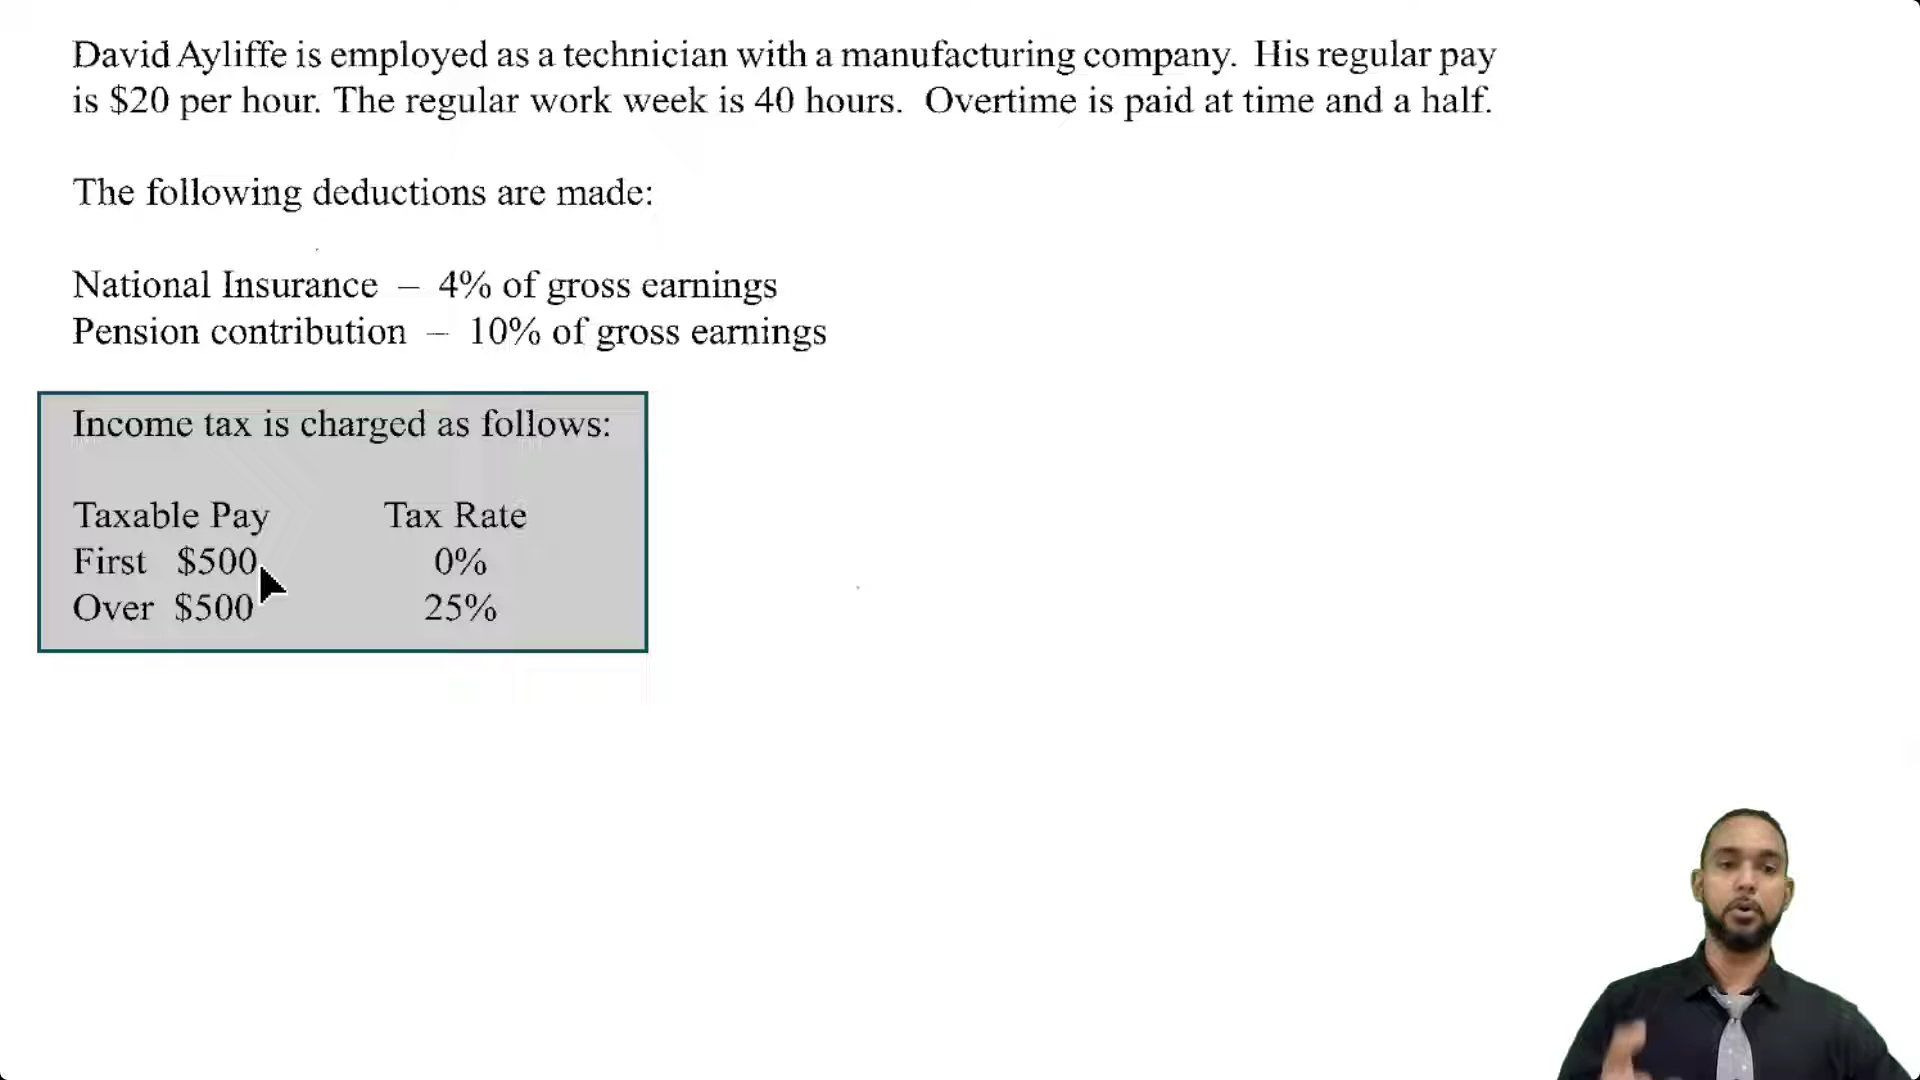 David Ayliffe is employed as a technician with a manufacturing company. His regular pay
is $20 per hour. The regular work week is 40 hours. Overtime is paid at time and a half.
The following deductions are made:
National Insurance – 4% of gross earnings
Pension contribution – 10% of gross earnings
Income tax is charged as follows:
Taxable Pay Tax Rate
First $500 0%
Over $500 25%